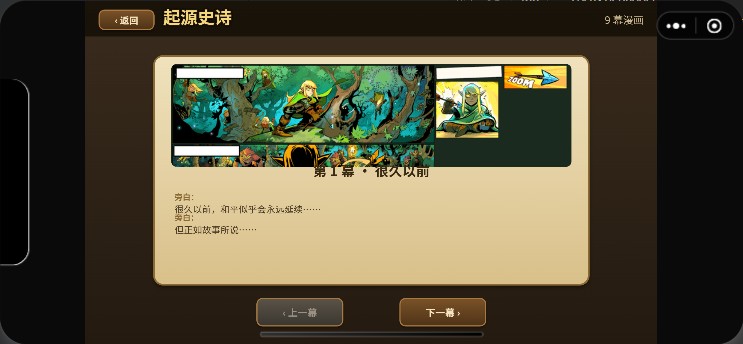 ‹ 返回
起源史诗
9 幕漫画
ZOOM
第 1 幕 · 很久以前
旁白:
很久以前，和平似乎会永远延续……
旁白:
但正如故事所说……
‹ 上一幕
下一幕 ›